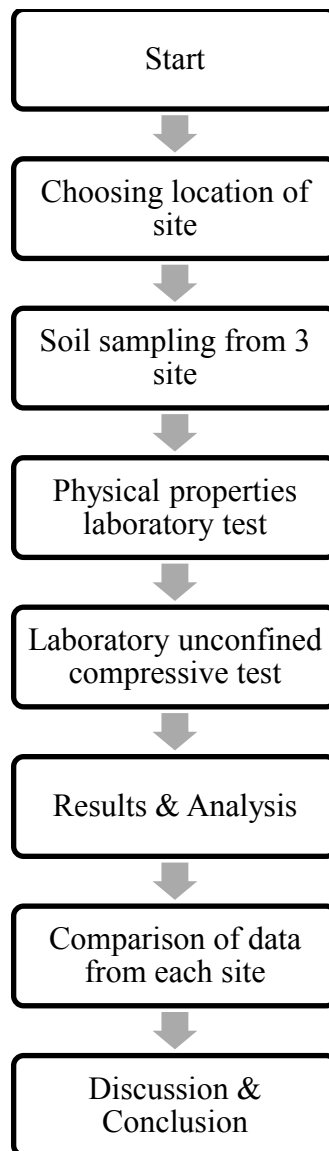 Start
Choosing location of
site
Soil sampling from 3
site
Physical properties
laboratory test
Laboratory unconfined
compressive test
Results & Analysis
Comparison of data
from each site
Discussion &
Conclusion